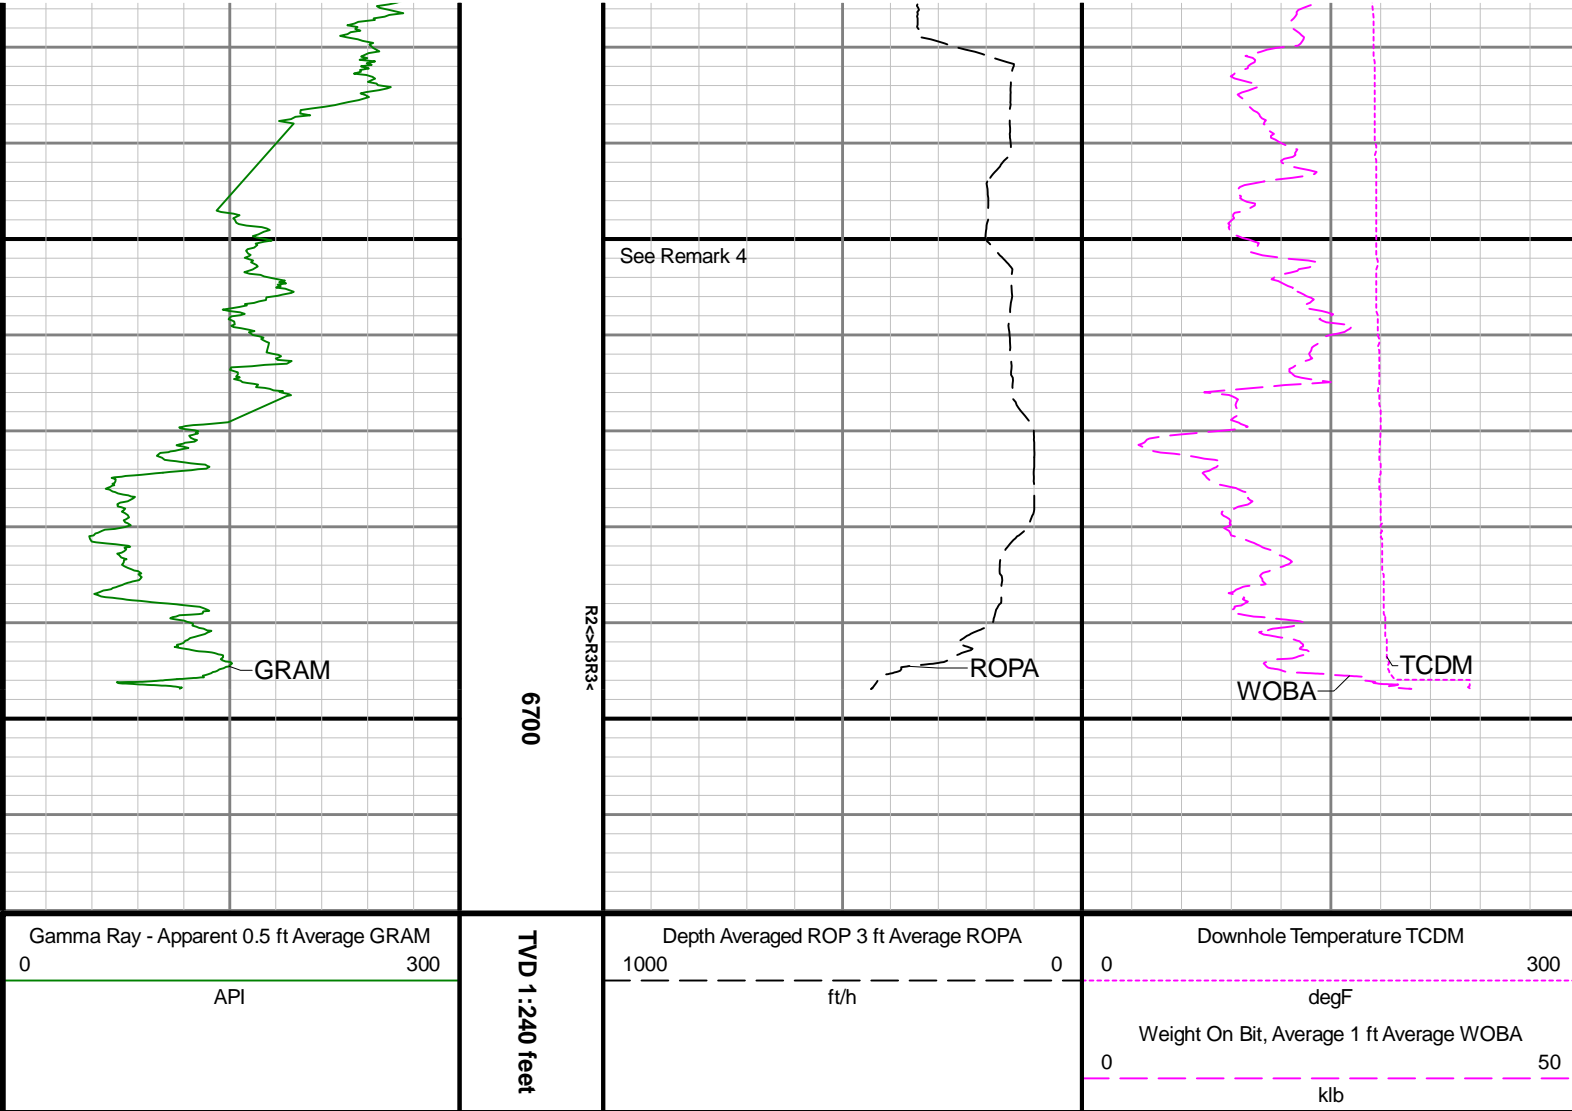 See Remark 4
R2<>R3R3<
GRAM
ROPA
TCDM
WOBA
6700
Gamma Ray - Apparent 0.5 ft Average GRAM
0 300
API
TVD 1:240 feet
Depth Averaged ROP 3 ft Average ROPA
1000 0
ft/h
Downhole Temperature TCDM
0 300
degF
Weight On Bit, Average 1 ft Average WOBA
0 50
klb